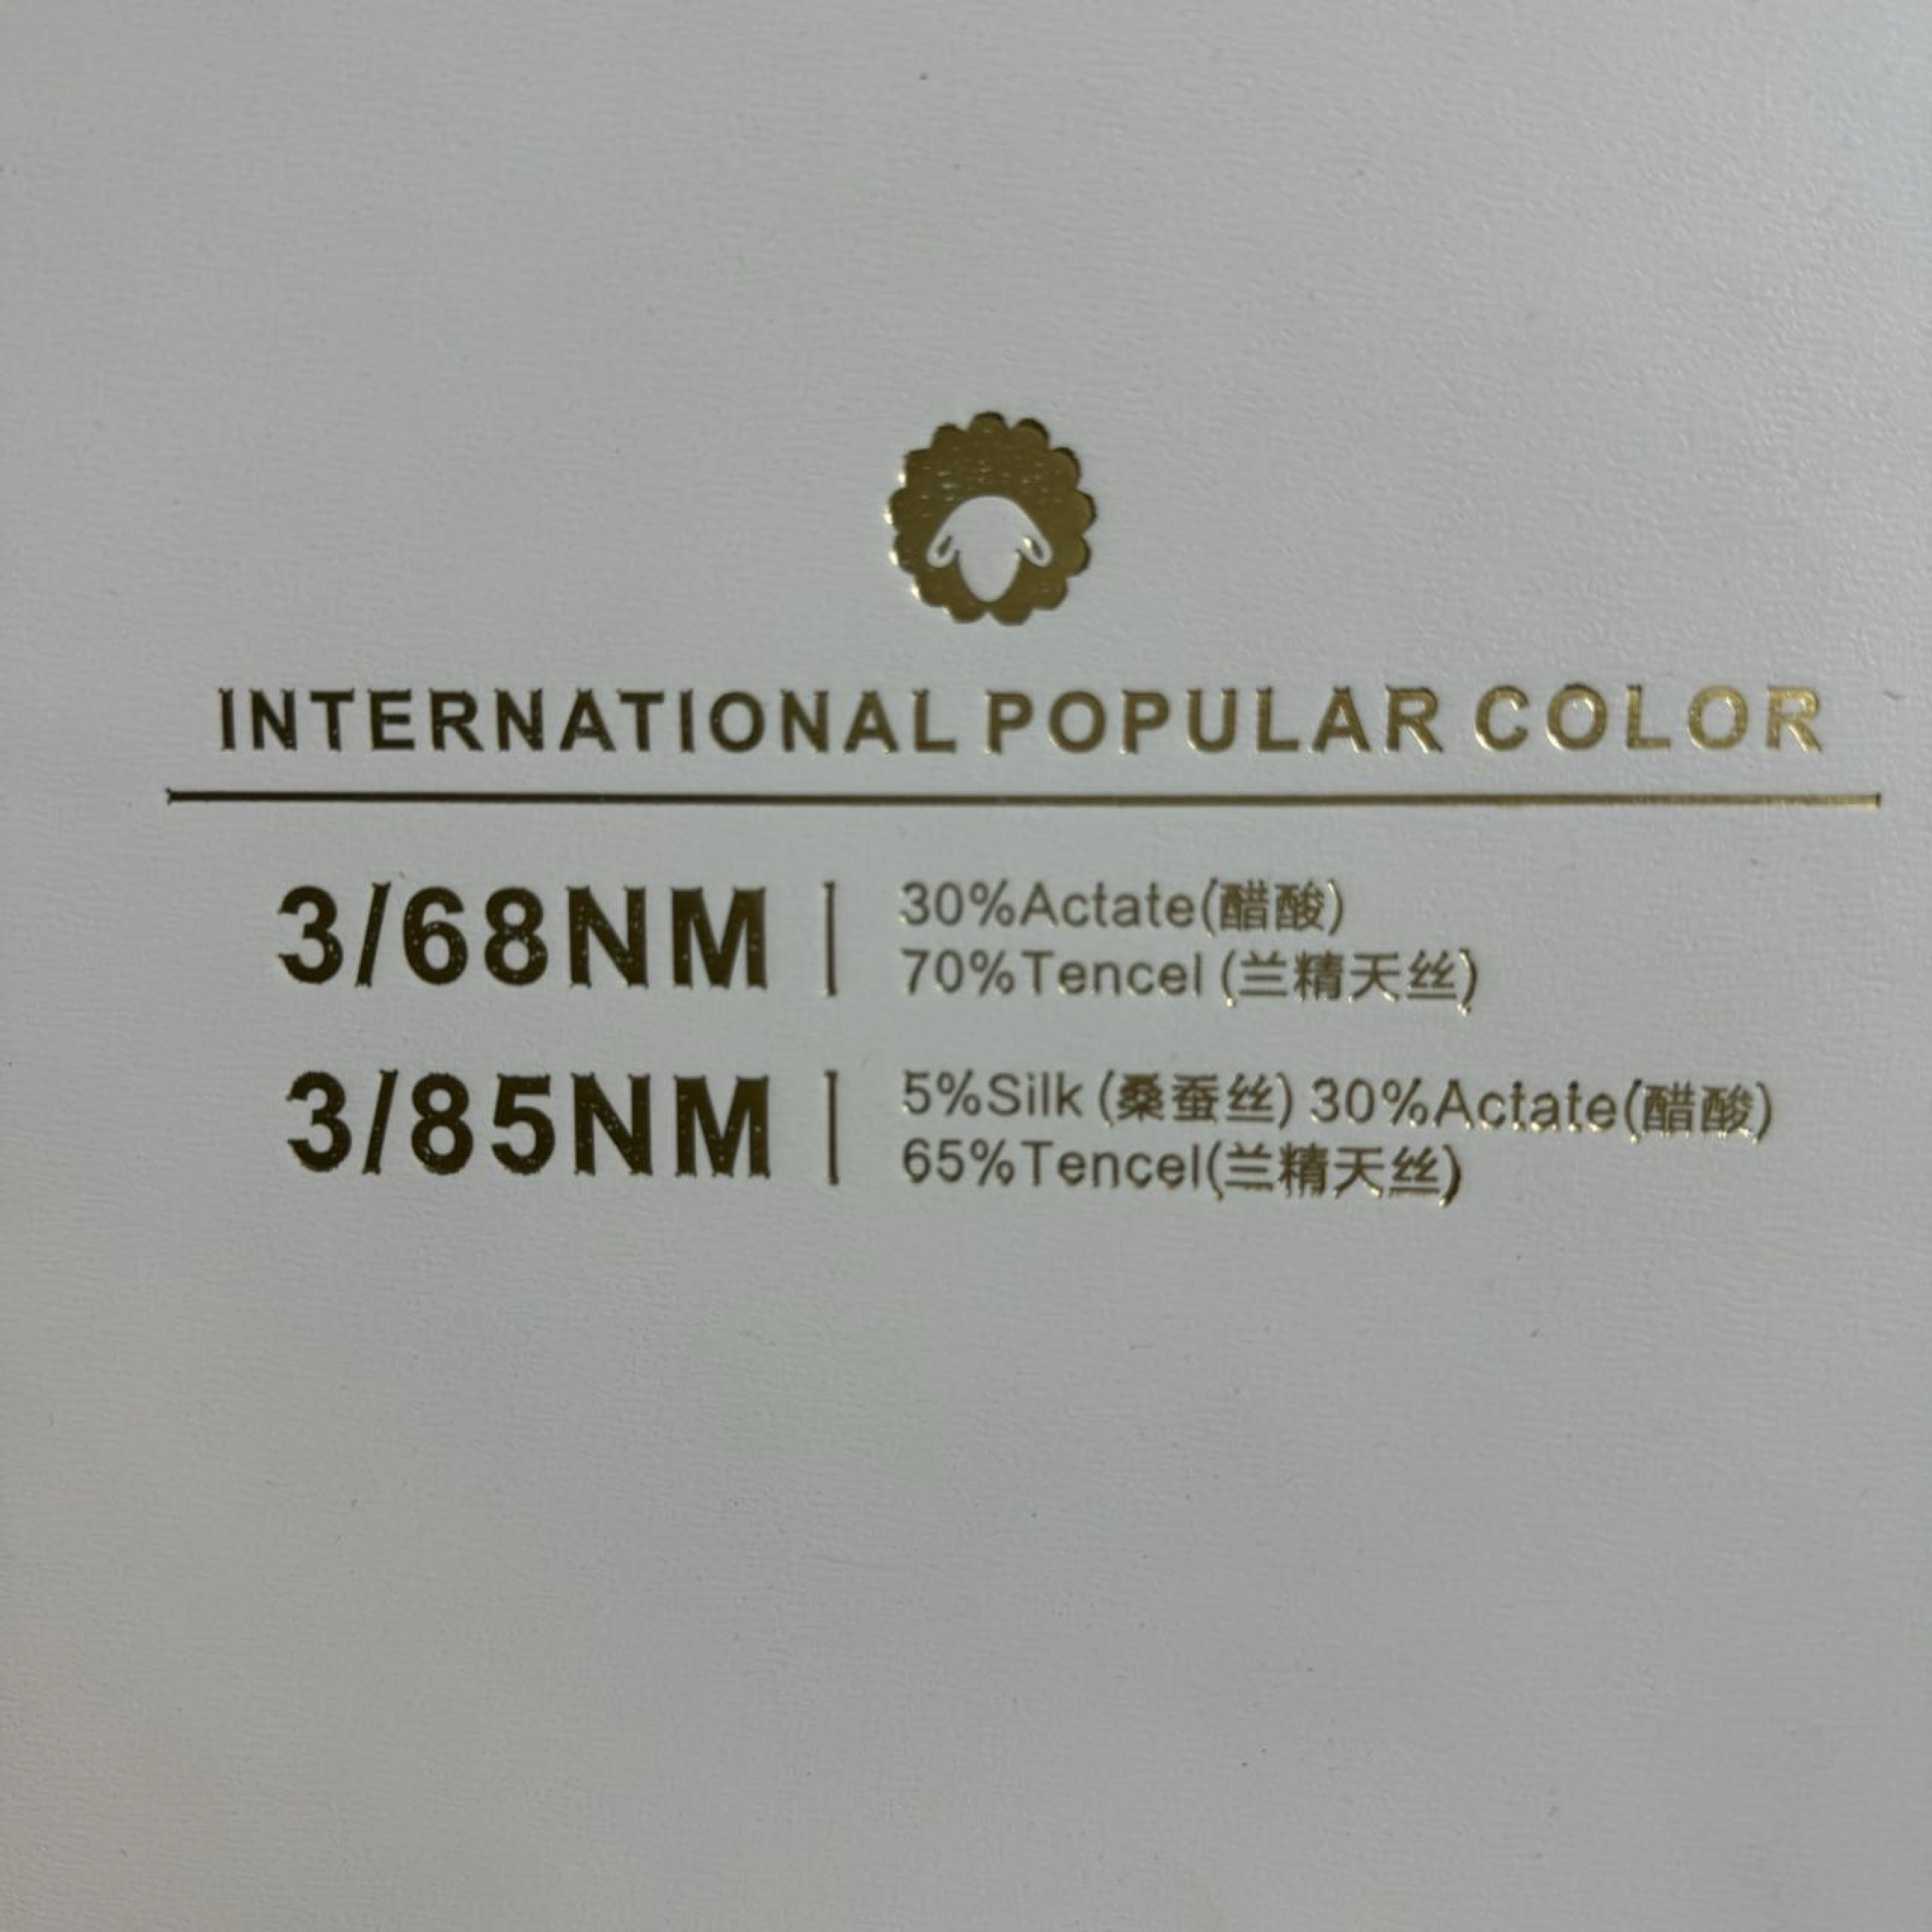 INTERNATIONAL POPULAR COLOR
3/68NM
30%Actate(醋酸)
70%Tencel (兰精天丝)
3/85NM
5%Silk (桑蚕丝) 30%Actate(醋酸)
65%Tencel(兰精天丝)